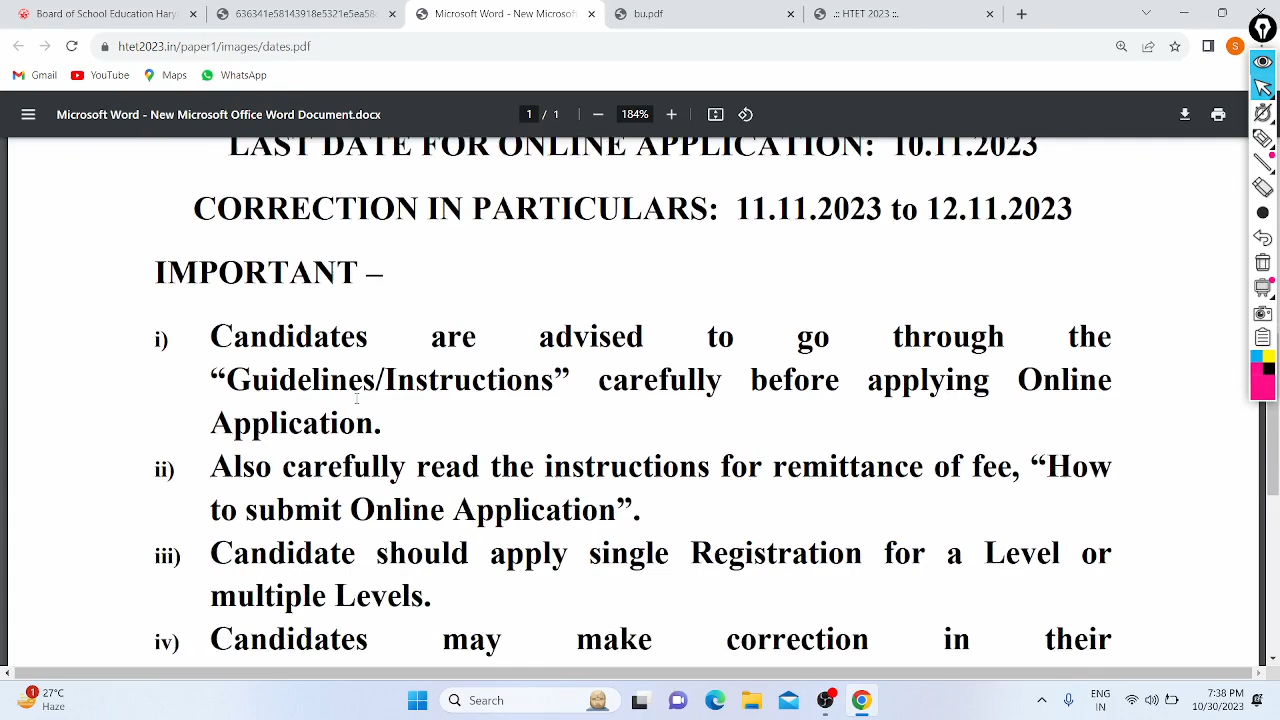 Board of School Education Hary
636341e58143918e5321e5ea58
Microsoft Word - New Microsoft
bu.pdf
.:: HTET 2023 ::.
htet2023.in/paper1/images/dates.pdf
S
Gmail
YouTube
Maps
WhatsApp
Microsoft Word - New Microsoft Office Word Document.docx
1 / 1
184%
LAST DATE FOR ONLINE APPLICATION: 10.11.2023
CORRECTION IN PARTICULARS: 11.11.2023 to 12.11.2023
IMPORTANT –
i) Candidates are advised to go through the
“Guidelines/Instructions” carefully before applying Online
Application.
ii) Also carefully read the instructions for remittance of fee, “How
to submit Online Application”.
iii) Candidate should apply single Registration for a Level or
multiple Levels.
iv) Candidates may make correction in their
1
27°C
Haze
Search
ENG
IN
7:38 PM
10/30/2023